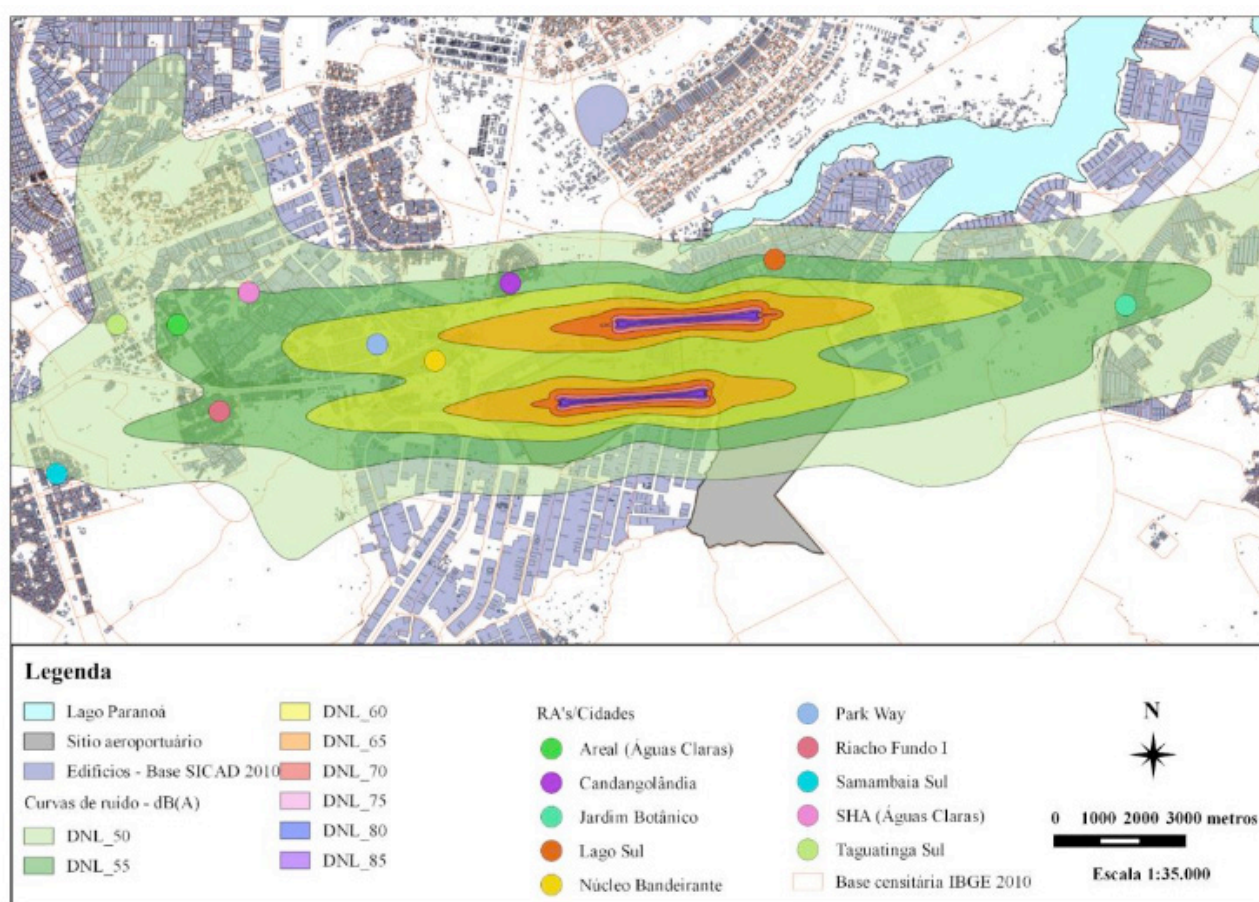 Legenda
Lago Paranoá
Sitio aeroportuário
Edifícios - Base SICAD 2010
Curvas de ruído - dB(A)
DNL_50
DNL_55
DNL_60
DNL_65
DNL_70
DNL_75
DNL_80
DNL_85
RA's/Cidades
Areal (Águas Claras)
Candangolândia
Jardim Botânico
Lago Sul
Núcleo Bandeirante
Park Way
Riacho Fundo I
Samambaia Sul
SHA (Águas Claras)
Taguatinga Sul
Base censitária IBGE 2010
N
0 1000 2000 3000 metros
Escala 1:35.000